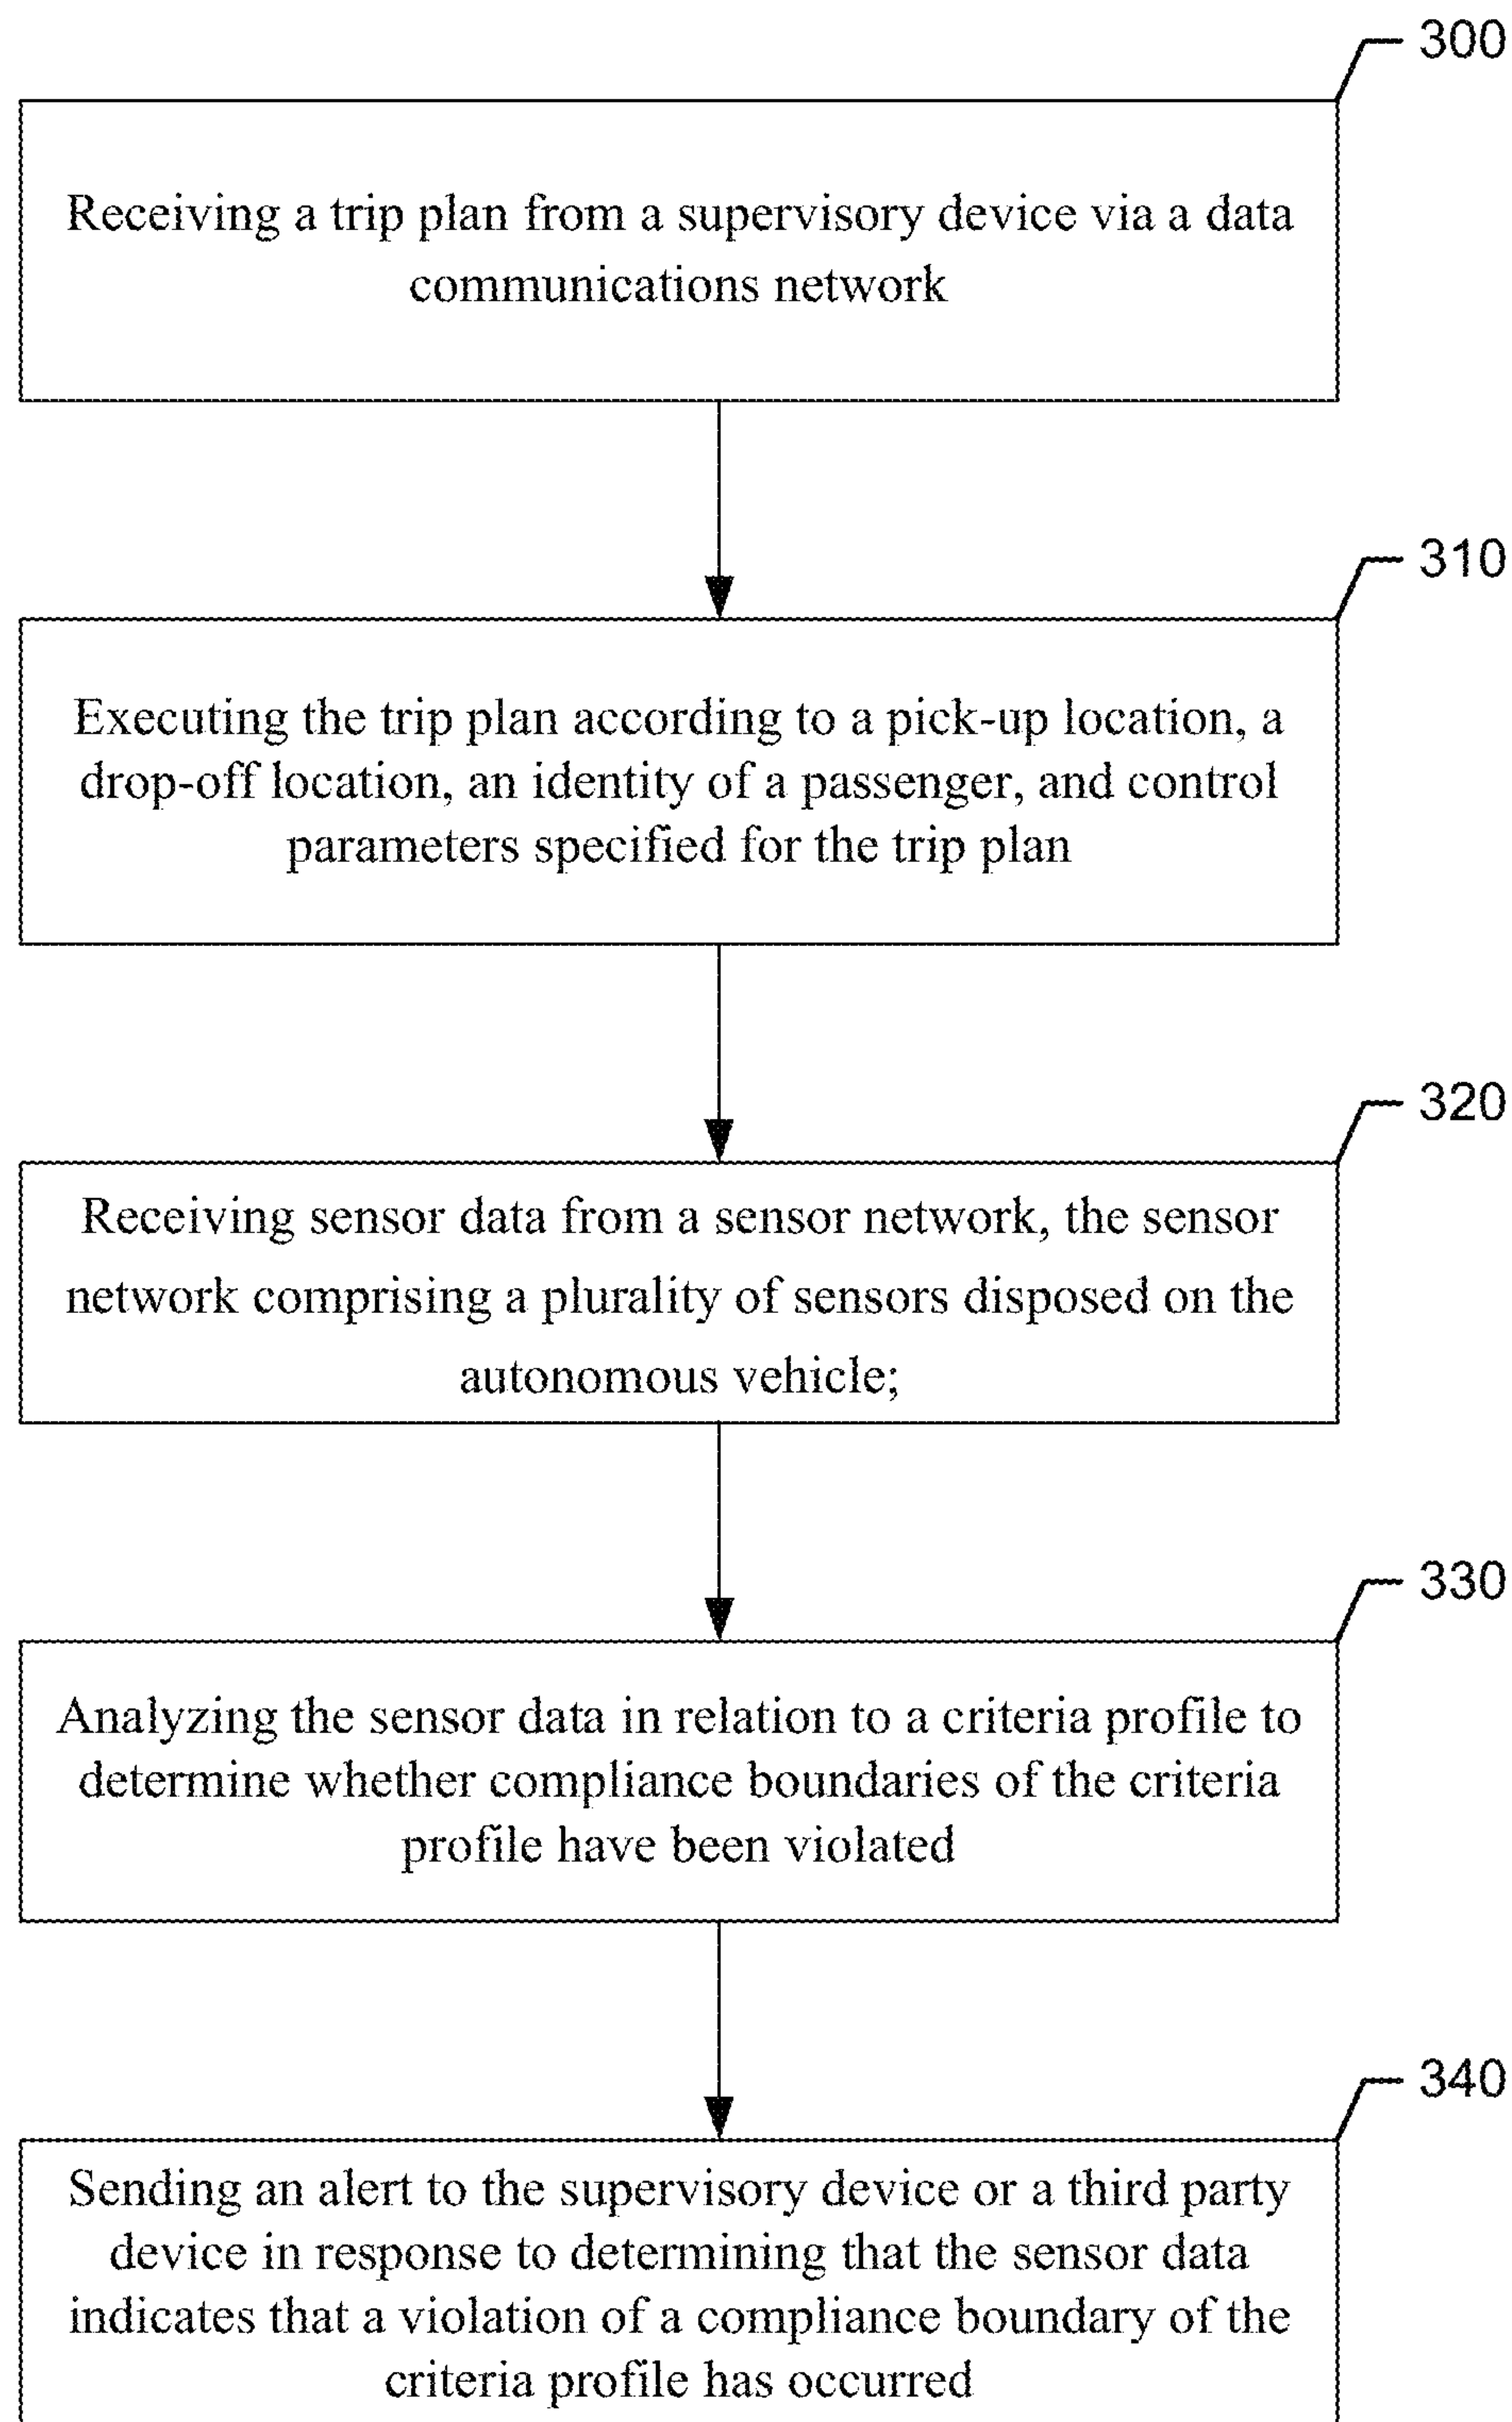 300
Receiving a trip plan from a supervisory device via a data
communications network
310
Executing the trip plan according to a pick-up location, a
drop-off location, an identity of a passenger, and control
parameters specified for the trip plan
320
Receiving sensor data from a sensor network, the sensor
network comprising a plurality of sensors disposed on the
autonomous vehicle;
330
Analyzing the sensor data in relation to a criteria profile to
determine whether compliance boundaries of the criteria
profile have been violated
340
Sending an alert to the supervisory device or a third party
device in response to determining that the sensor data
indicates that a violation of a compliance boundary of the
criteria profile has occurred